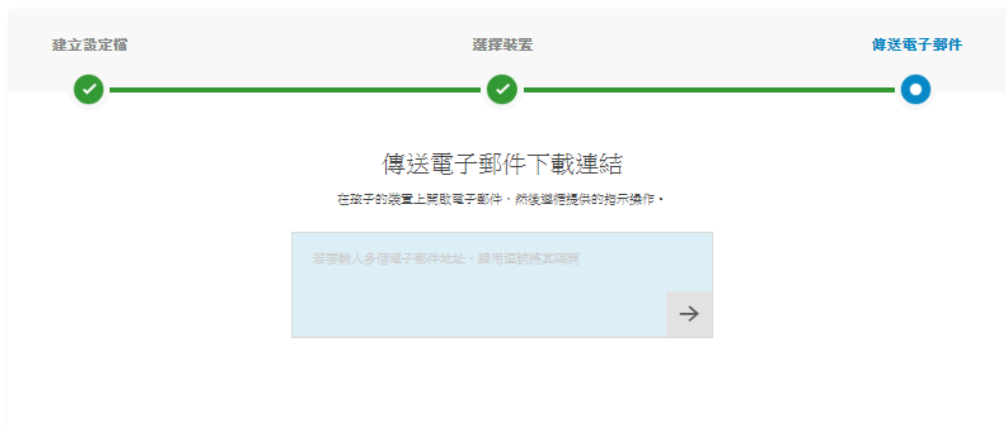 建立設定檔
選擇裝置
傳送電子郵件
傳送電子郵件下載連結
在孩子的裝置上開啟電子郵件，然後遵循提供的指示操作。
若要輸入多個電子郵件地址，請用逗號將其隔開